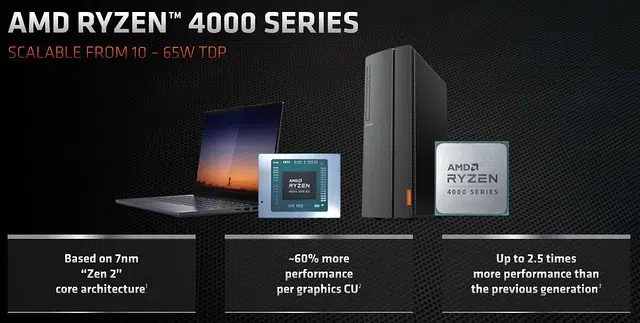 AMD RYZEN™ 4000 SERIES
SCALABLE FROM 10 – 65W TDP
AMD
RYZEN
AMD
RYZEN
4000 SERIES
Based on 7nm
“Zen 2”
core architecture¹
~60% more
performance
per graphics CU²
Up to 2.5 times
more performance than
the previous generation³